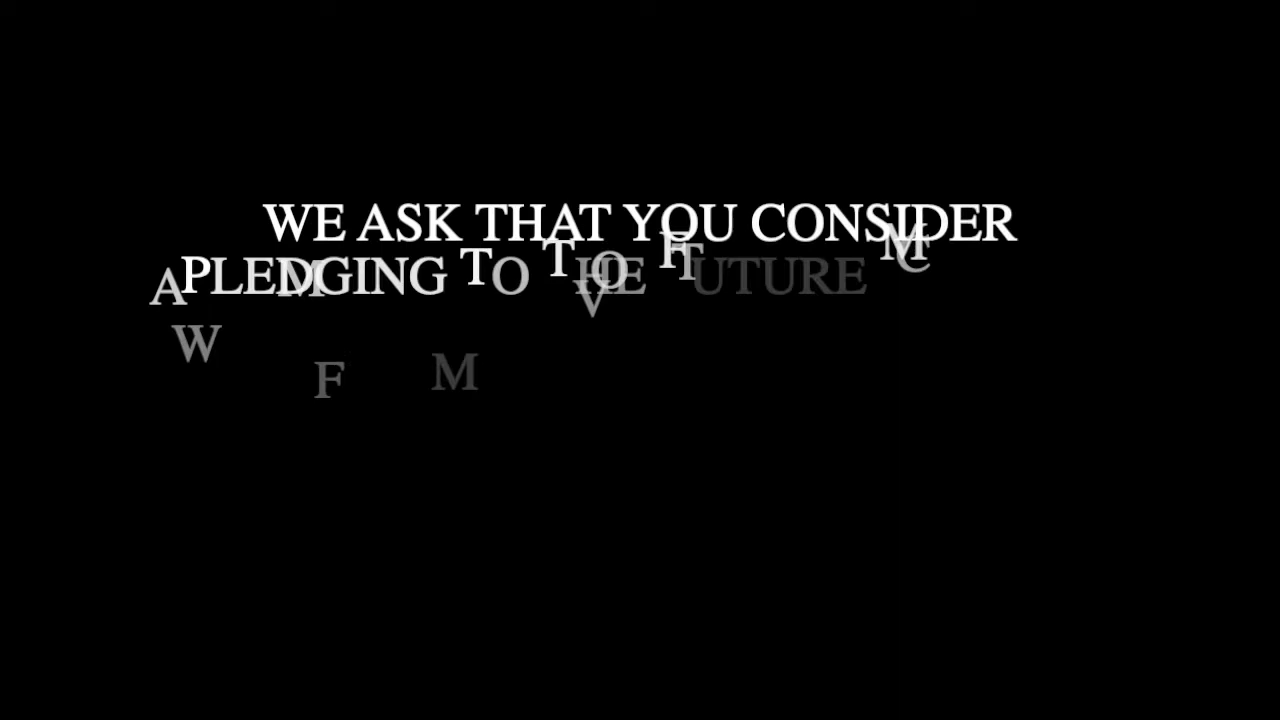 WE ASK THAT YOU CONSIDER
PLEDGING TO THE FUTURE M
A M T O V T C
W
F M